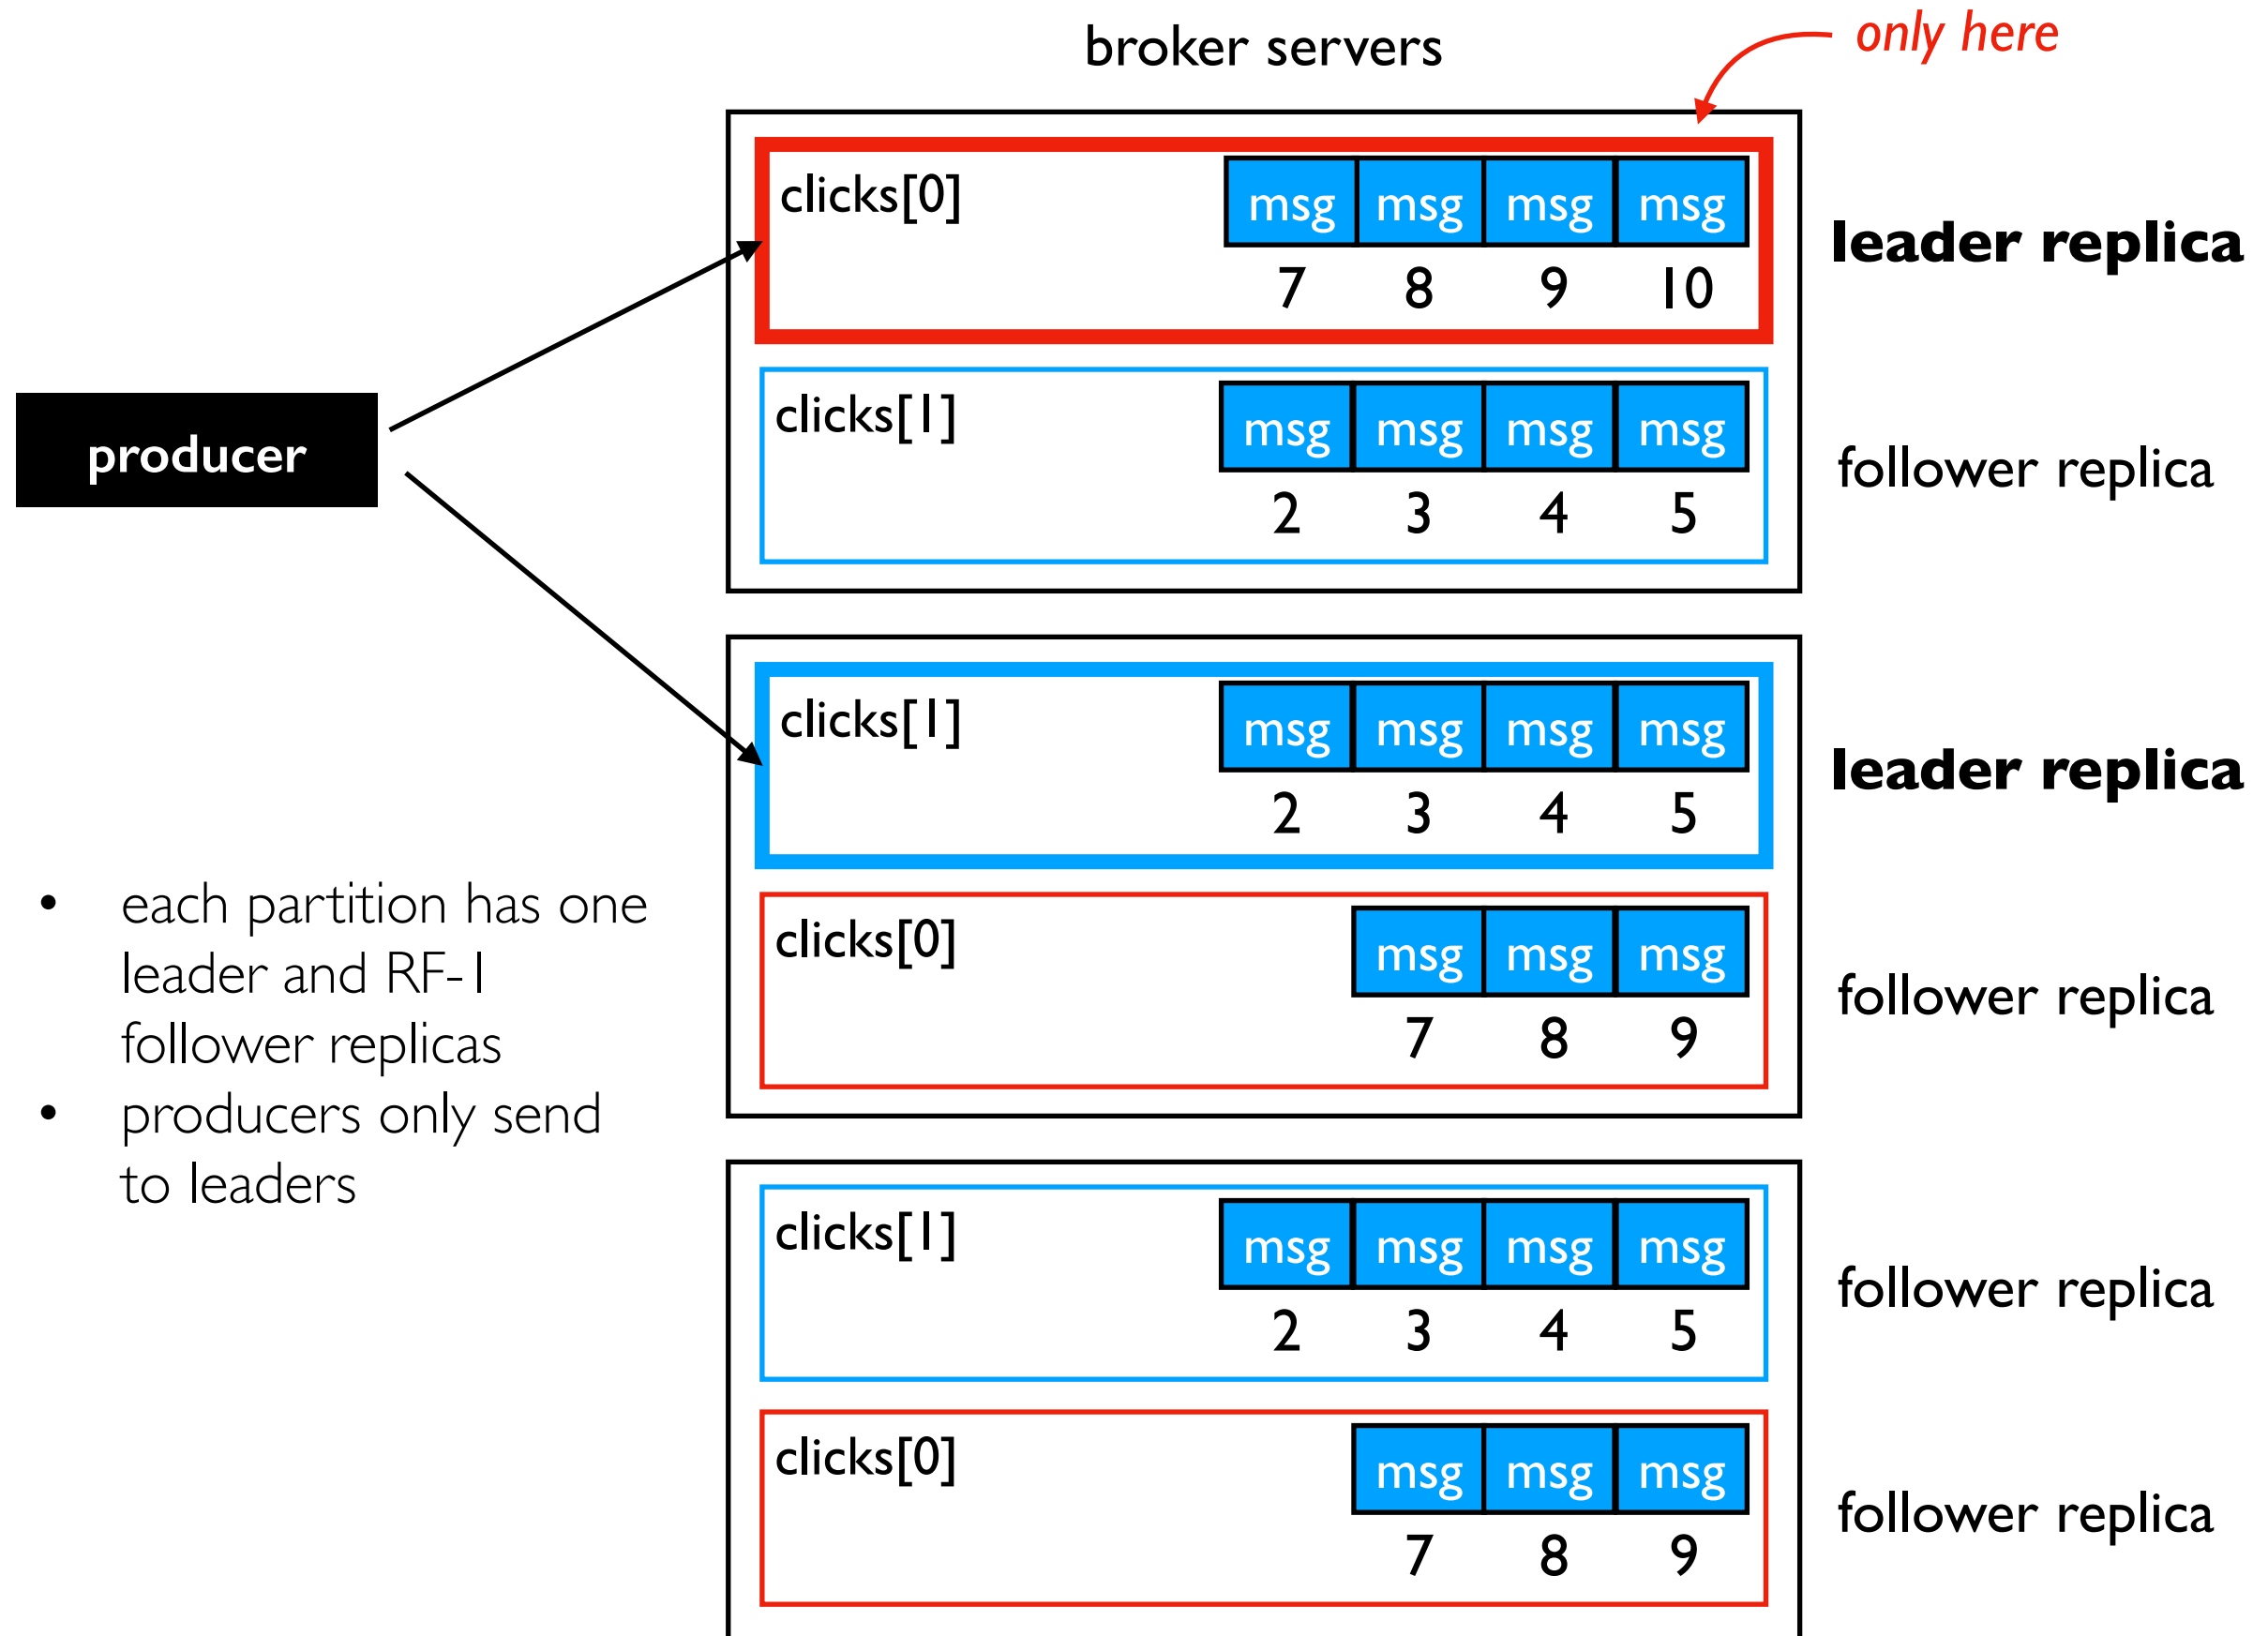 broker servers
only here
clicks[0]
msg msg msg msg
7 8 9 10
leader replica
clicks[1]
msg msg msg msg
2 3 4 5
follower replica
producer
clicks[1]
msg msg msg msg
2 3 4 5
leader replica
clicks[0]
msg msg msg
7 8 9
follower replica
• each partition has one
leader and RF-1
follower replicas
• producers only send
to leaders
clicks[1]
msg msg msg msg
2 3 4 5
follower replica
clicks[0]
msg msg msg
7 8 9
follower replica